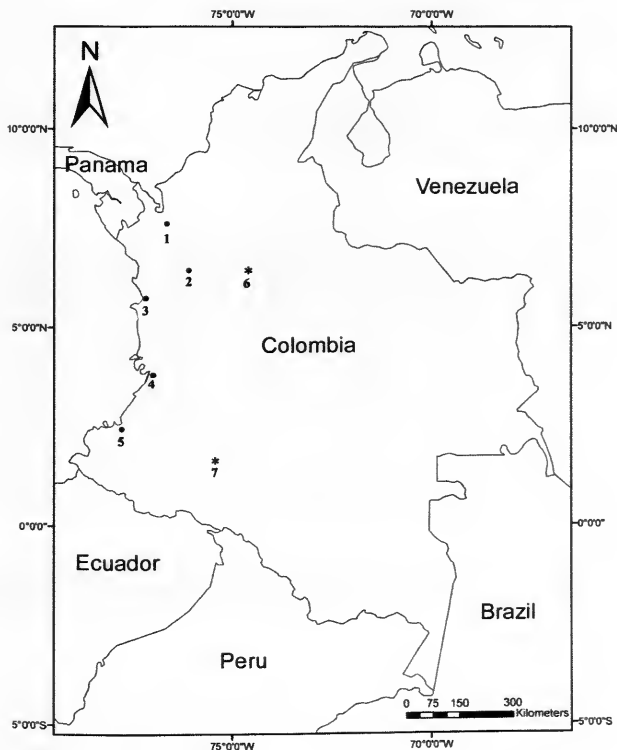 75°0'0"W
70°0'0"W
N
10°0'0"N
10°0'0"N
Panama
Venezuela
1
2
6
3
5°0'0"N
5°0'0"N
Colombia
4
5
7
0°0'0"
0°0'0"
Ecuador
Brazil
Peru
0 75 150 300
Kilometers
5°0'0"S
5°0'0"S
75°0'0"W
70°0'0"W